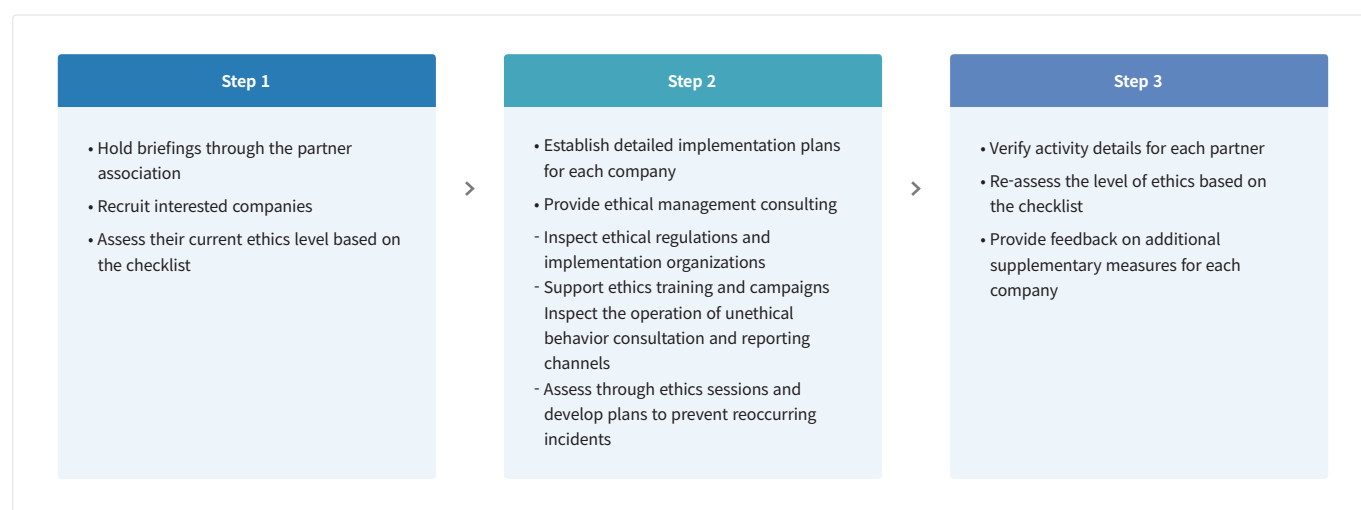 Step 1
• Hold briefings through the partner
association
• Recruit interested companies
• Assess their current ethics level based on
the checklist
Step 2
• Establish detailed implementation plans
for each company
• Provide ethical management consulting
- Inspect ethical regulations and
implementation organizations
- Support ethics training and campaigns
Inspect the operation of unethical
behavior consultation and reporting
channels
- Assess through ethics sessions and
develop plans to prevent reoccurring
incidents
Step 3
• Verify activity details for each partner
• Re-assess the level of ethics based on
the checklist
• Provide feedback on additional
supplementary measures for each
company